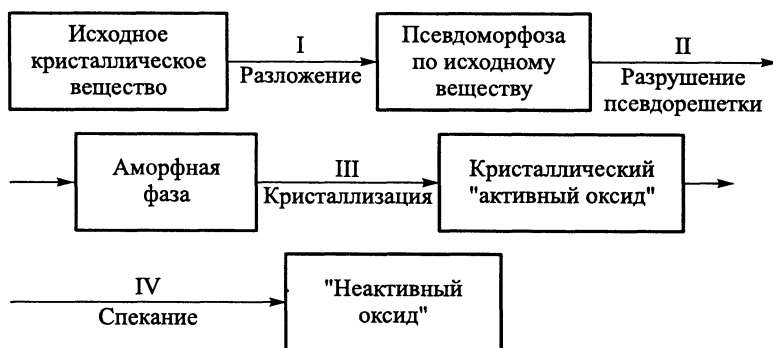 Исходное
кристаллическое
вещество
I
Разложение
Псевдоморфоза
по исходному
веществу
II
Разрушение
псевдорешетки
Аморфная
фаза
III
Кристаллизация
Кристаллический
"активный оксид"
IV
Спекание
"Неактивный
оксид"